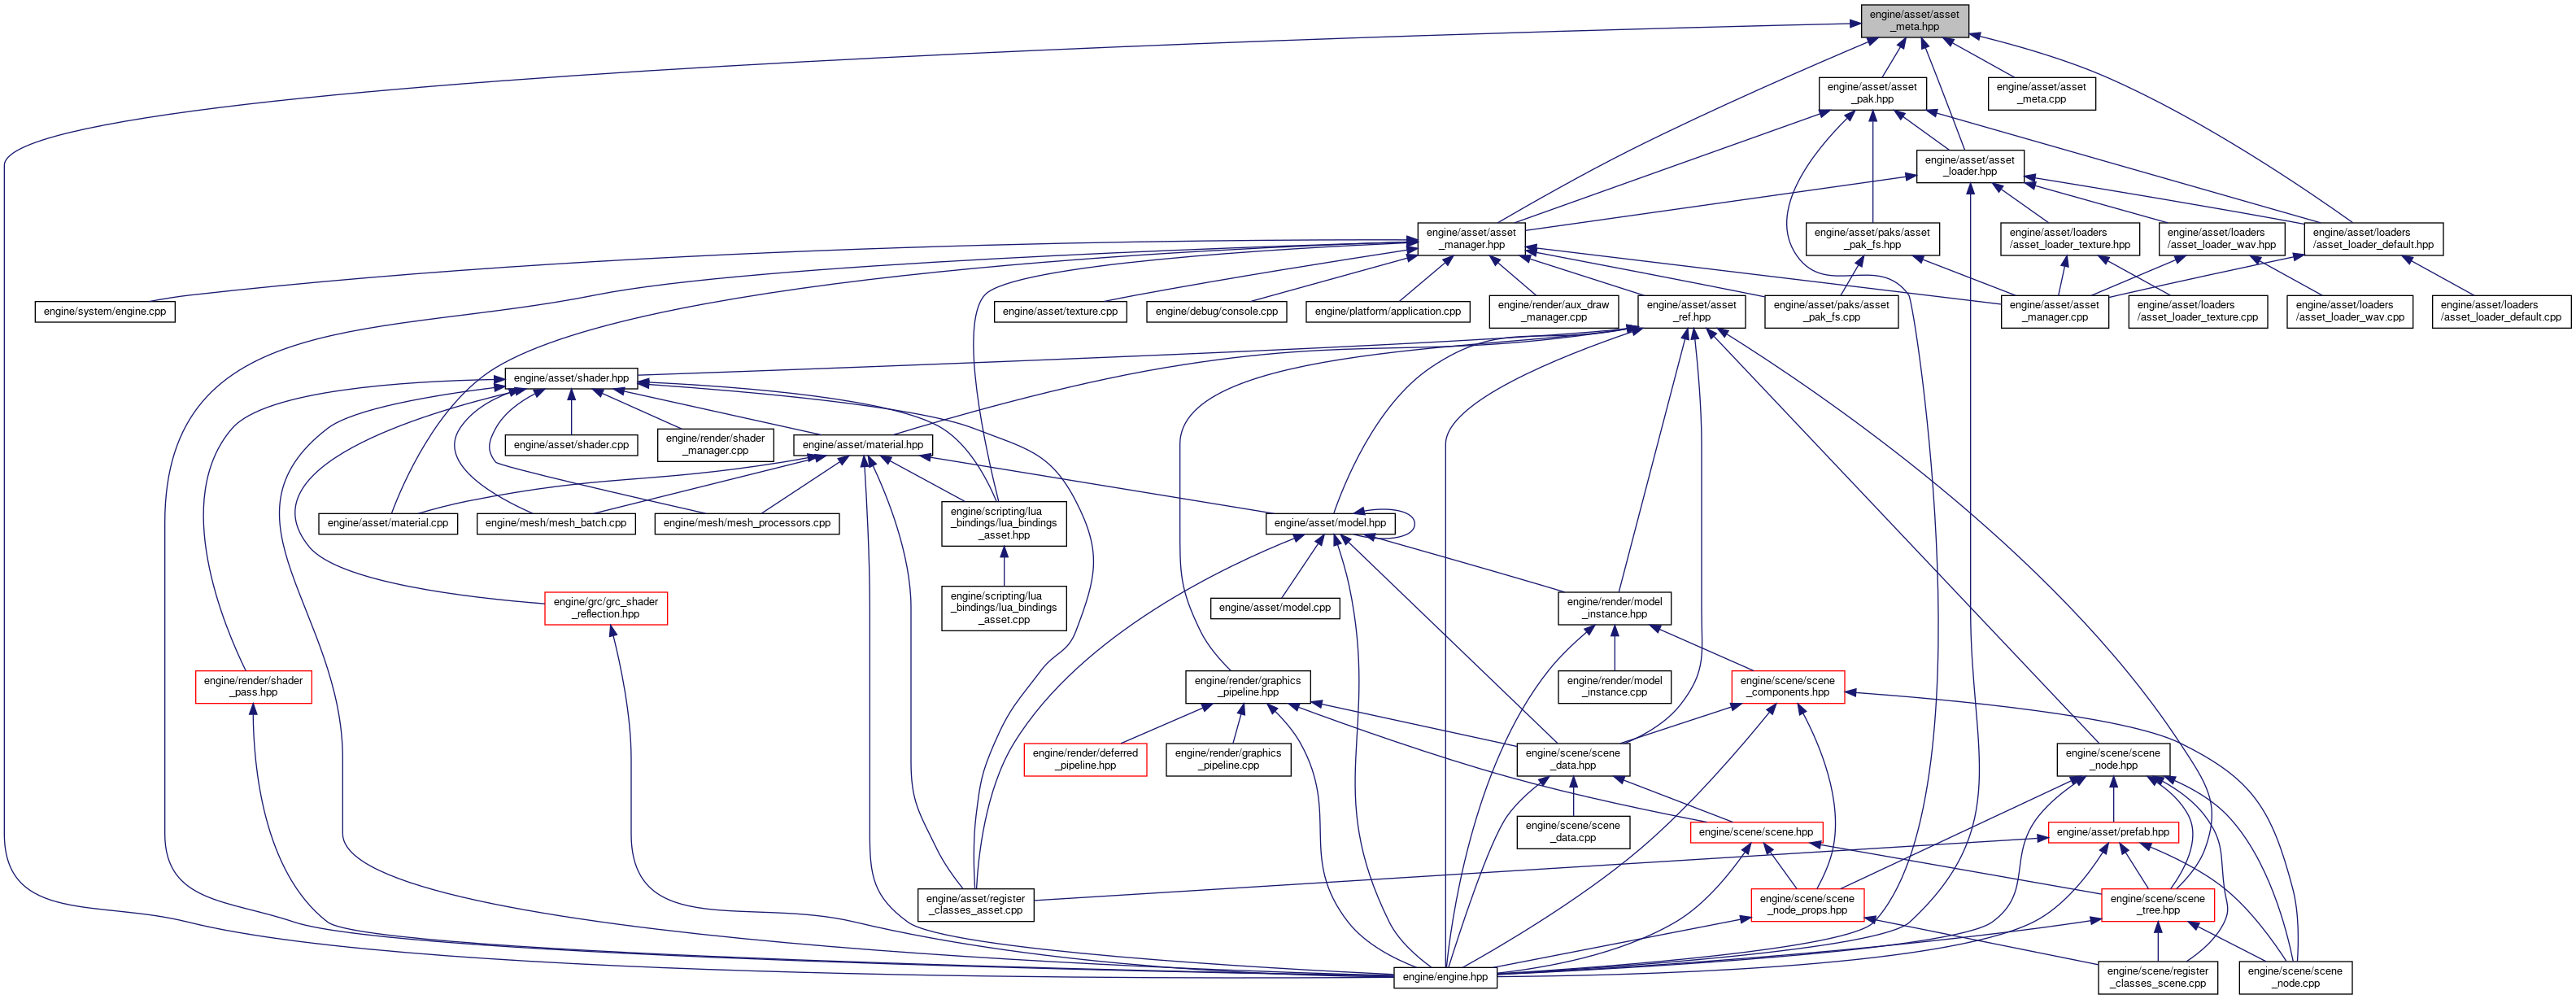 engine/asset/asset
_meta.hpp
engine/asset/asset
_pak.hpp
engine/asset/asset
_meta.cpp
engine/asset/asset
_loader.hpp
engine/asset/asset
_manager.hpp
engine/asset/paks/asset
_pak_fs.hpp
engine/asset/loaders
/asset_loader_texture.hpp
engine/asset/loaders
/asset_loader_wav.hpp
engine/asset/loaders
/asset_loader_default.hpp
engine/system/engine.cpp
engine/asset/texture.cpp
engine/debug/console.cpp
engine/platform/application.cpp
engine/render/aux_draw
_manager.cpp
engine/asset/asset
_ref.hpp
engine/asset/paks/asset
_pak_fs.cpp
engine/asset/asset
_manager.cpp
engine/asset/loaders
/asset_loader_texture.cpp
engine/asset/loaders
/asset_loader_wav.cpp
engine/asset/loaders
/asset_loader_default.cpp
engine/asset/shader.hpp
engine/asset/shader.cpp
engine/render/shader
_manager.cpp
engine/asset/material.hpp
engine/asset/material.cpp
engine/mesh/mesh_batch.cpp
engine/mesh/mesh_processors.cpp
engine/scripting/lua
_bindings/lua_bindings
_asset.hpp
engine/asset/model.hpp
engine/grc/grc_shader
_reflection.hpp
engine/scripting/lua
_bindings/lua_bindings
_asset.cpp
engine/asset/model.cpp
engine/render/model
_instance.hpp
engine/render/shader
_pass.hpp
engine/render/graphics
_pipeline.hpp
engine/render/model
_instance.cpp
engine/scene/scene
_components.hpp
engine/render/deferred
_pipeline.hpp
engine/render/graphics
_pipeline.cpp
engine/scene/scene
_data.hpp
engine/scene/scene
_node.hpp
engine/scene/scene
_data.cpp
engine/scene/scene.hpp
engine/asset/prefab.hpp
engine/asset/register
_classes_asset.cpp
engine/scene/scene
_node_props.hpp
engine/scene/scene
_tree.hpp
engine/engine.hpp
engine/scene/register
_classes_scene.cpp
engine/scene/scene
_node.cpp